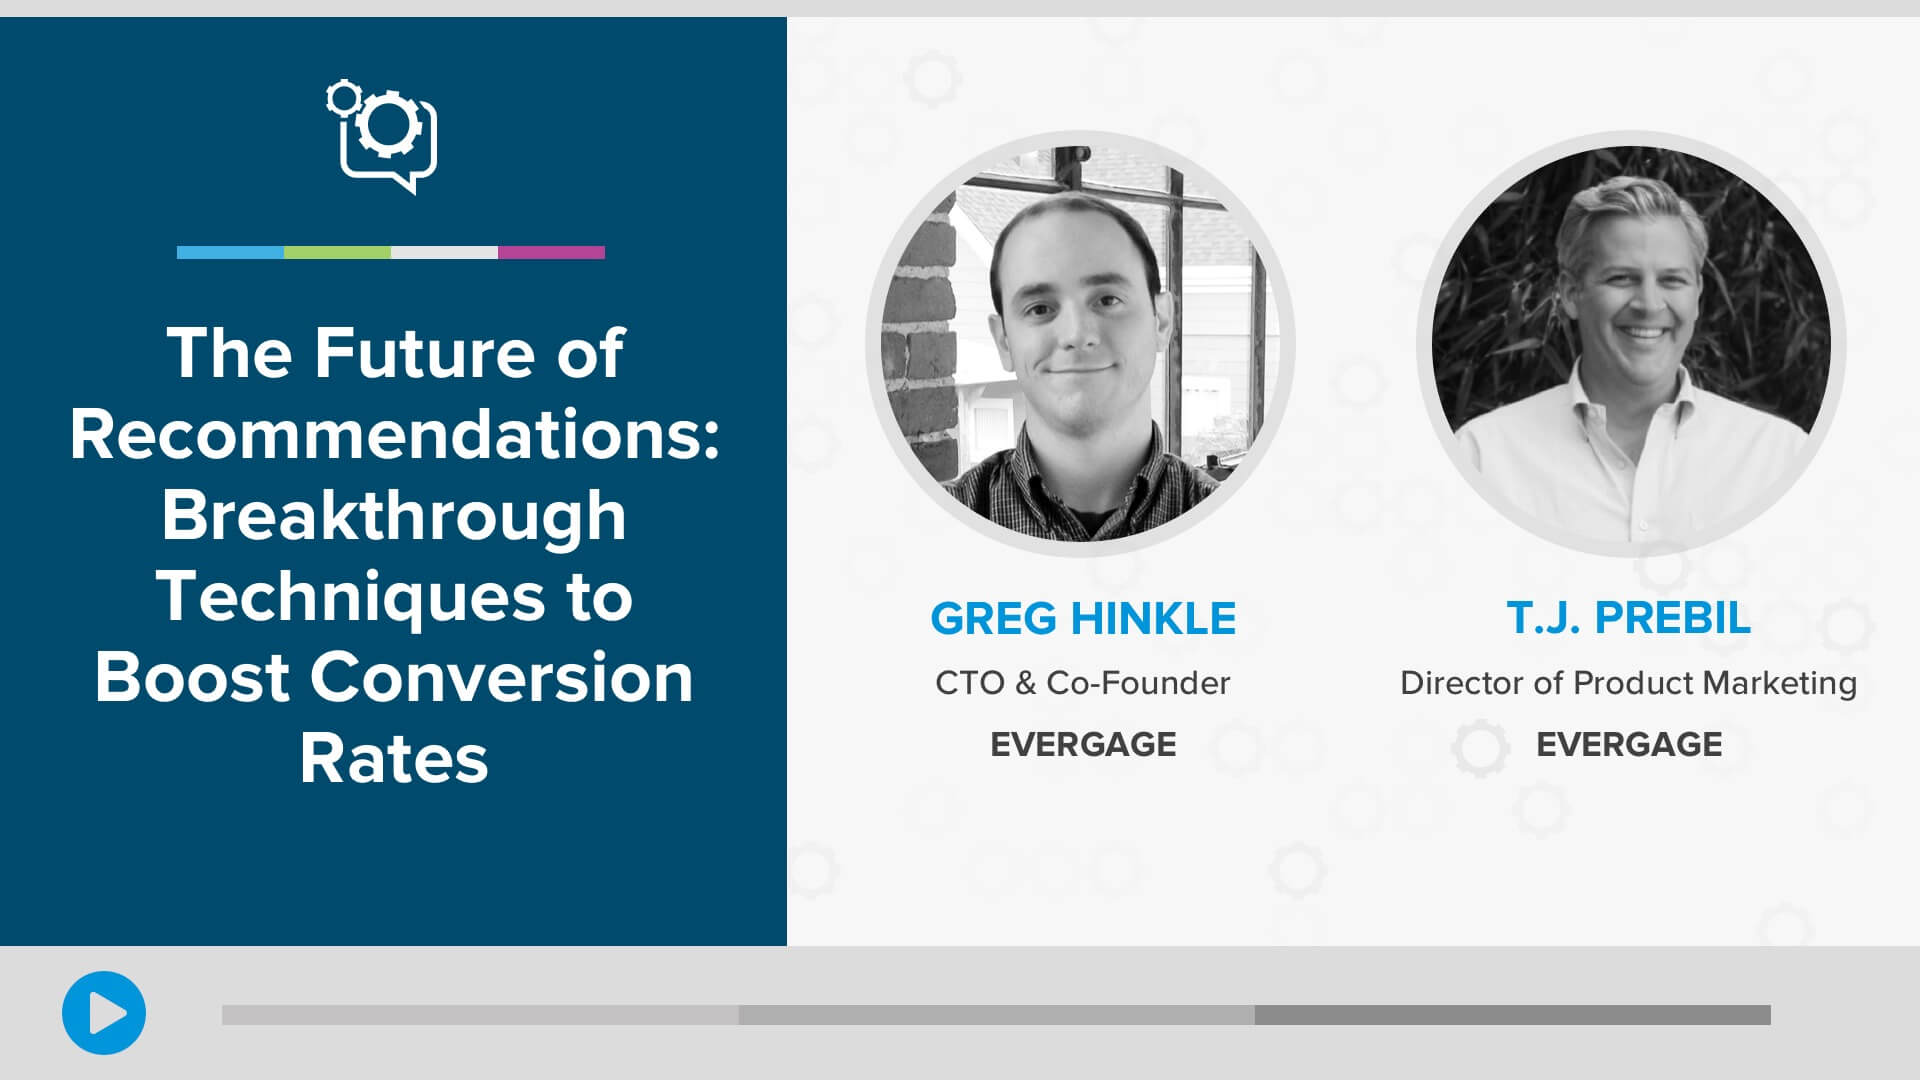 The Future of
Recommendations:
Breakthrough
Techniques to
Boost Conversion
Rates
GREG HINKLE
CTO & Co-Founder
EVERGAGE
T.J. PREBIL
Director of Product Marketing
EVERGAGE